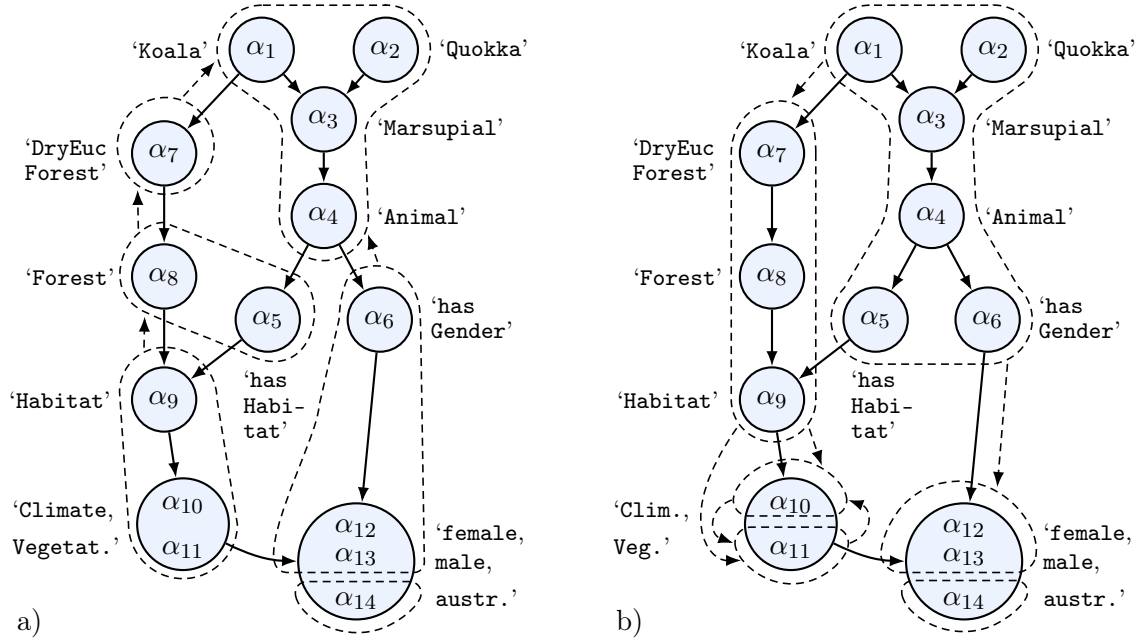 ‘Koala’
α1
α2
‘Quokka’
α3
‘Marsupial’
‘DryEuc
Forest’
α7
α4
‘Animal’
‘Forest’
α8
α5
α6
‘has
Gender’
‘Habitat’
α9
‘has
Habi-
tat’
‘Climate,
Vegetat.’
α10
α11
α12
α13
α14
‘female,
male,
austr.’
a)
‘Koala’
α1
α2
‘Quokka’
α3
‘Marsupial’
‘DryEuc
Forest’
α7
α4
‘Animal’
‘Forest’
α8
α5
α6
‘has
Gender’
‘Habitat’
α9
‘has
Habi-
tat’
‘Clim.,
Veg.’
α10
α11
α12
α13
α14
‘female,
male,
austr.’
b)